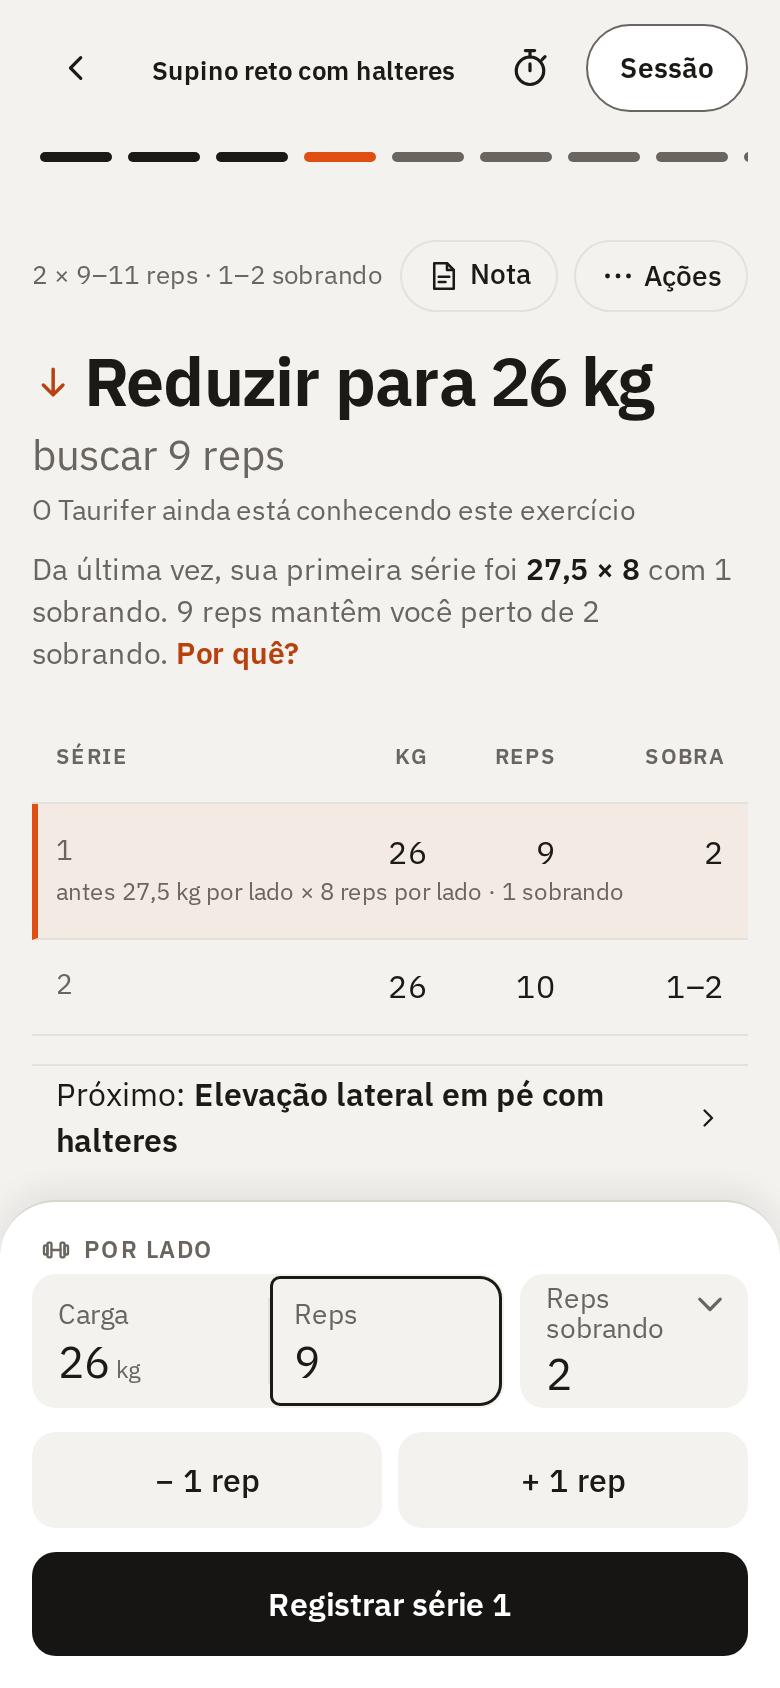 Supino reto com halteres
Sessão
2 × 9–11 reps · 1–2 sobrando
Nota
Ações
↓ Reduzir para 26 kg
buscar 9 reps
O Taurifer ainda está conhecendo este exercício
Da última vez, sua primeira série foi 27,5 × 8 com 1
sobrando. 9 reps mantêm você perto de 2
sobrando. Por quê?
SÉRIE KG REPS SOBRA
1 26 9 2
antes 27,5 kg por lado × 8 reps por lado · 1 sobrando
2 26 10 1–2
Próximo: Elevação lateral em pé com
halteres
POR LADO
Carga
26 kg
Reps
9
Reps
sobrando
2
− 1 rep
+ 1 rep
Registrar série 1